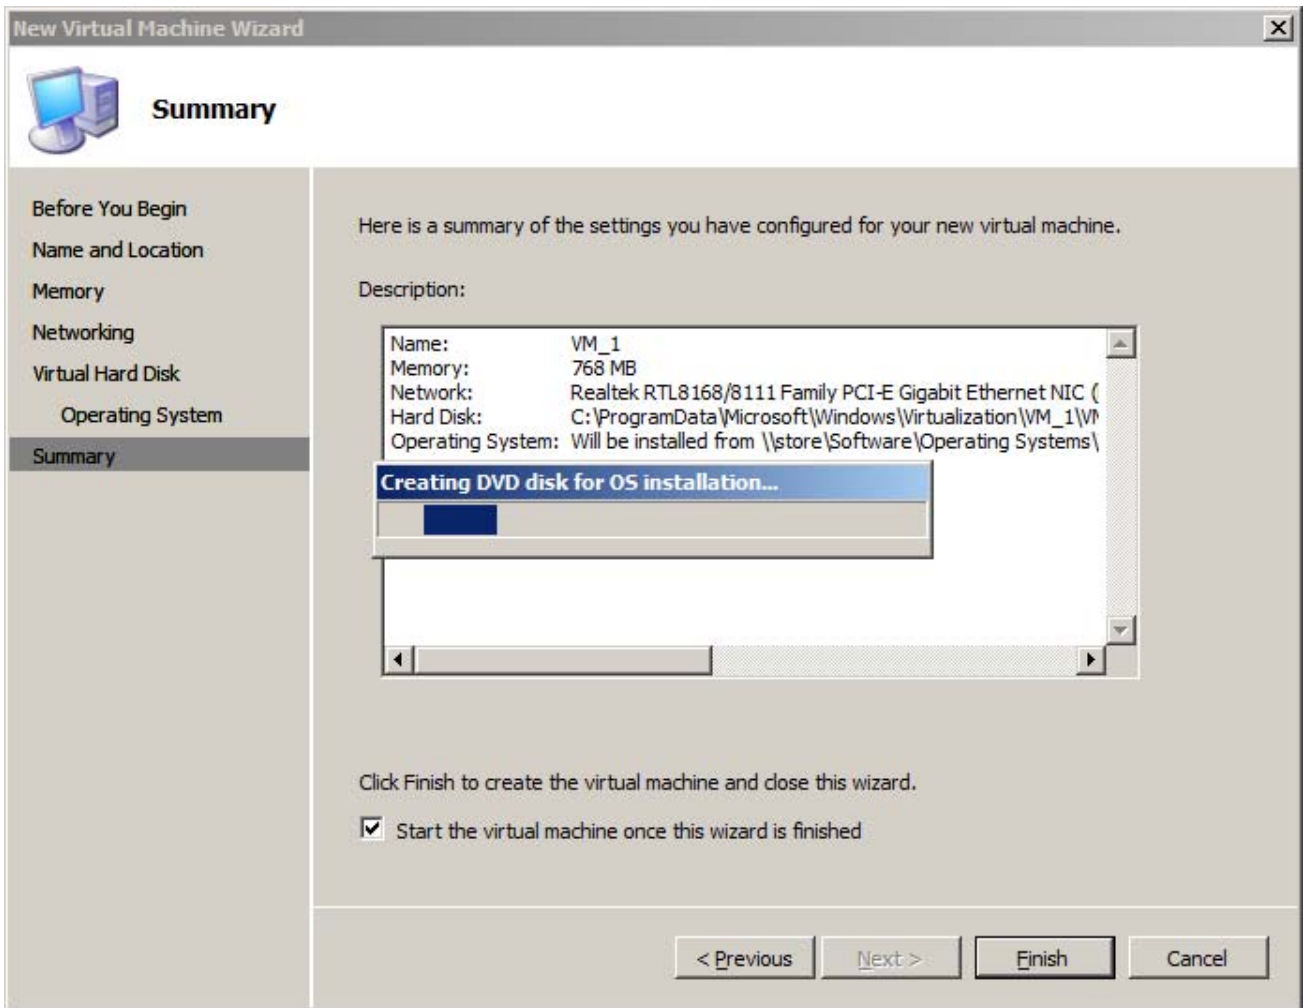 New Virtual Machine Wizard
Summary
Before You Begin
Name and Location
Memory
Networking
Virtual Hard Disk
Operating System
Summary
Here is a summary of the settings you have configured for your new virtual machine.
Description:
Name: VM_1
Memory: 768 MB
Network: Realtek RTL8168/8111 Family PCI-E Gigabit Ethernet NIC (
Hard Disk: C:\ProgramData\Microsoft\Windows\Virtualization\VM_1\
Operating System: Will be installed from \\store\Software\Operating Systems\
Creating DVD disk for OS installation...
Click Finish to create the virtual machine and close this wizard.
Start the virtual machine once this wizard is finished
< Previous
Next >
Finish
Cancel